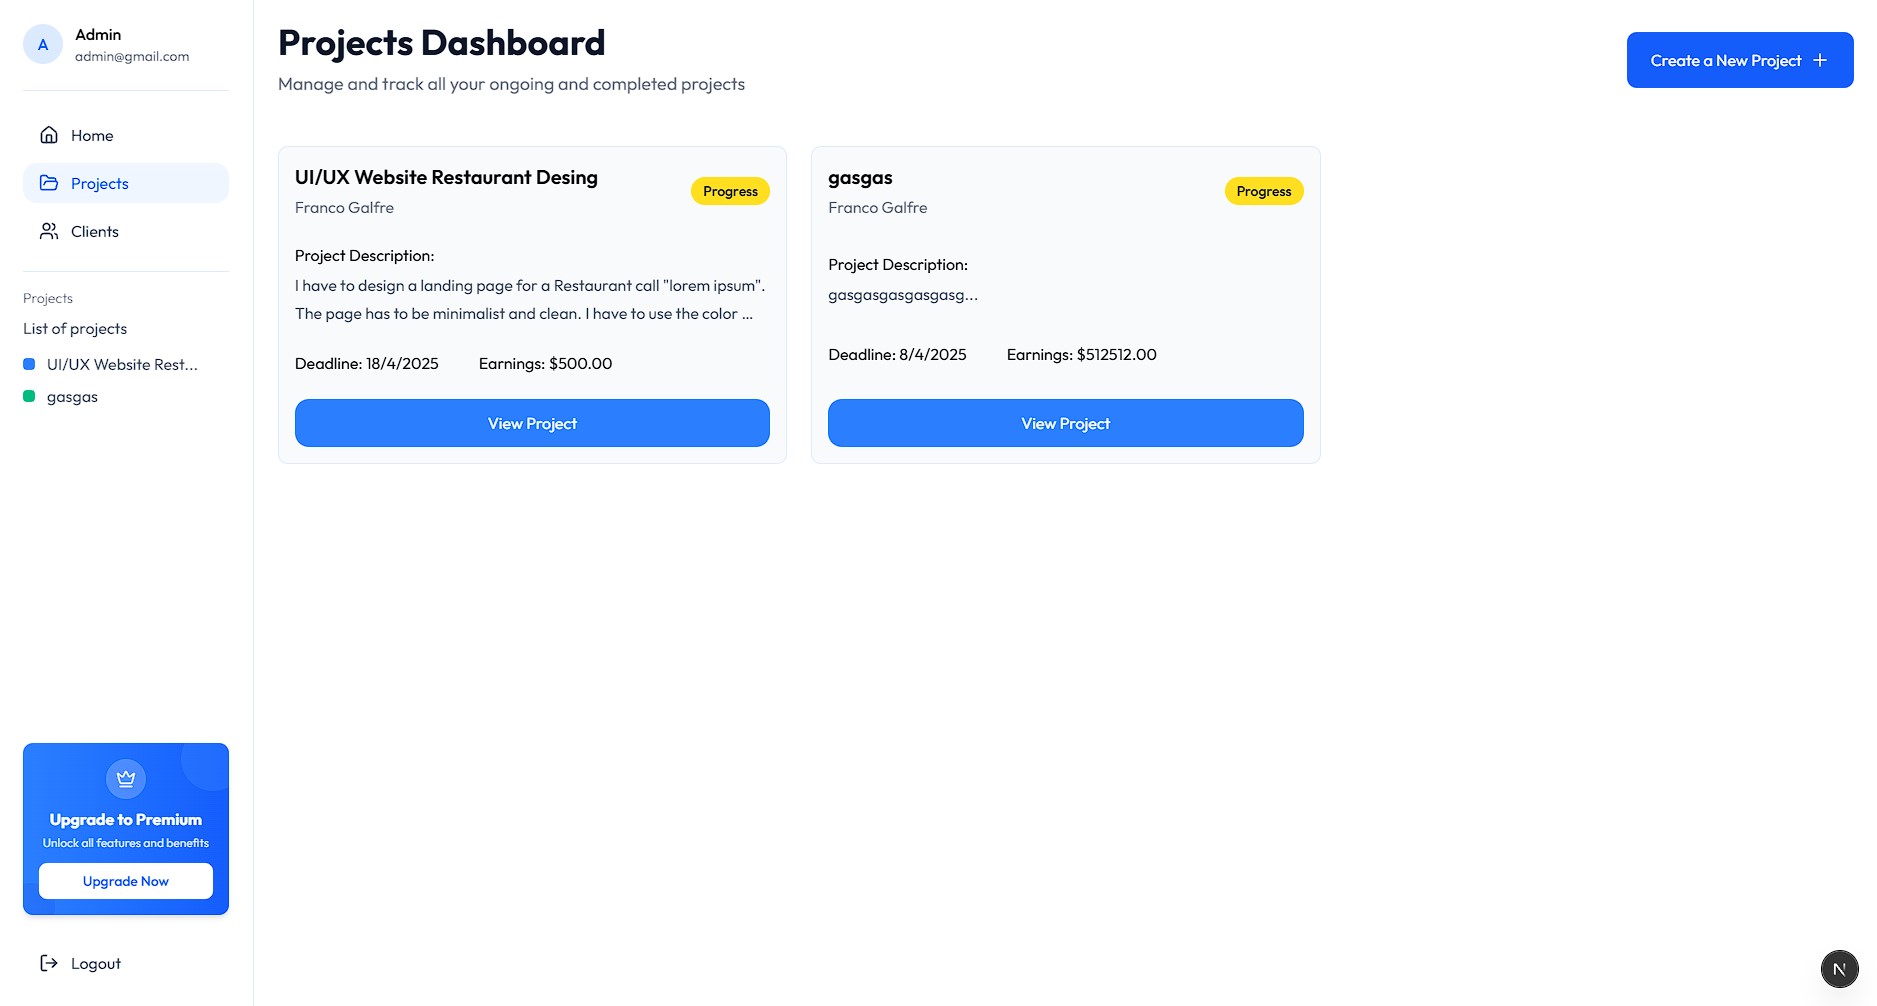 A
Admin
admin@gmail.com
Home
Projects
Clients
Projects
List of projects
UI/UX Website Rest...
gasgas
Upgrade to Premium
Unlock all features and benefits
Upgrade Now
Logout
Projects Dashboard
Manage and track all your ongoing and completed projects
Create a New Project
UI/UX Website Restaurant Desing
Franco Galfre
Progress
Project Description:
I have to design a landing page for a Restaurant call "lorem ipsum".
The page has to be minimalist and clean. I have to use the color ...
Deadline: 18/4/2025 Earnings: $500.00
View Project
gasgas
Franco Galfre
Progress
Project Description:
gasgasgasgasgasg...
Deadline: 8/4/2025 Earnings: $512512.00
View Project
N